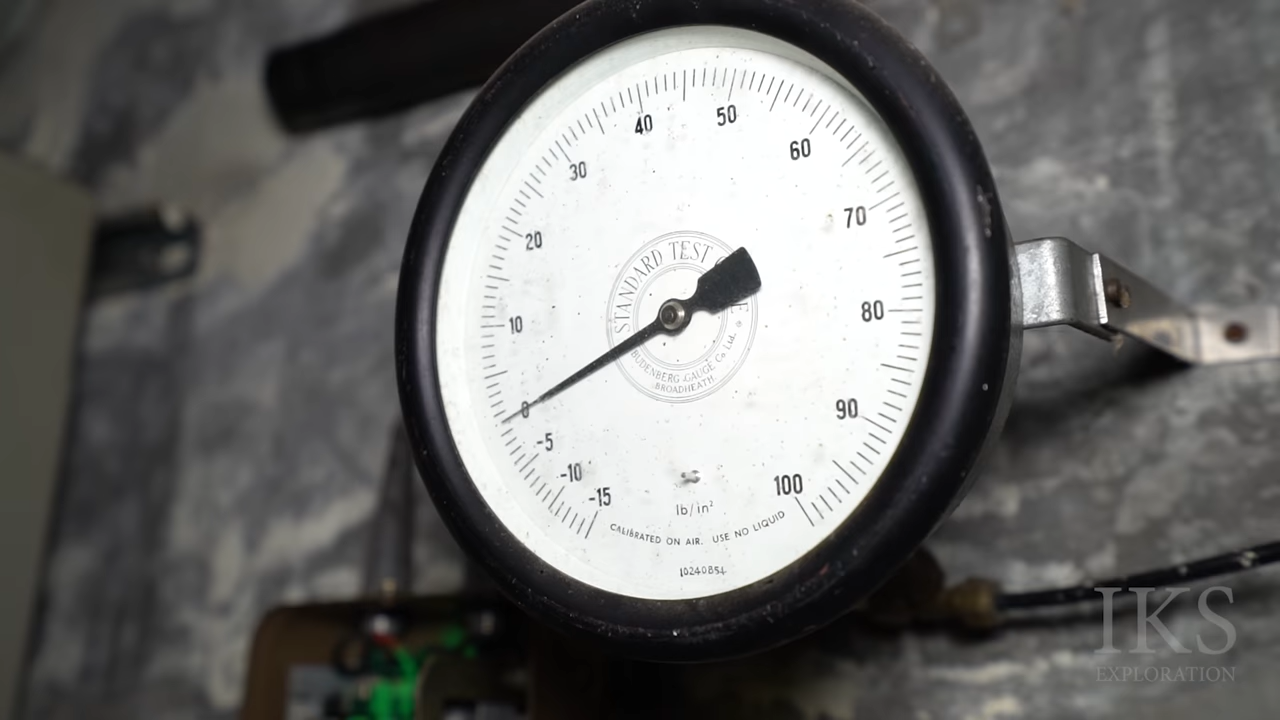 40
50
30
60
20
70
10
80
0
90
-5
-10
-15
100
STANDARD TEST
BUDENBERG GAUGE Co Ltd.
BROADHEATH
lb/in²
CALIBRATED ON AIR. USE NO LIQUID
10240854
IKS
EXPLORATION